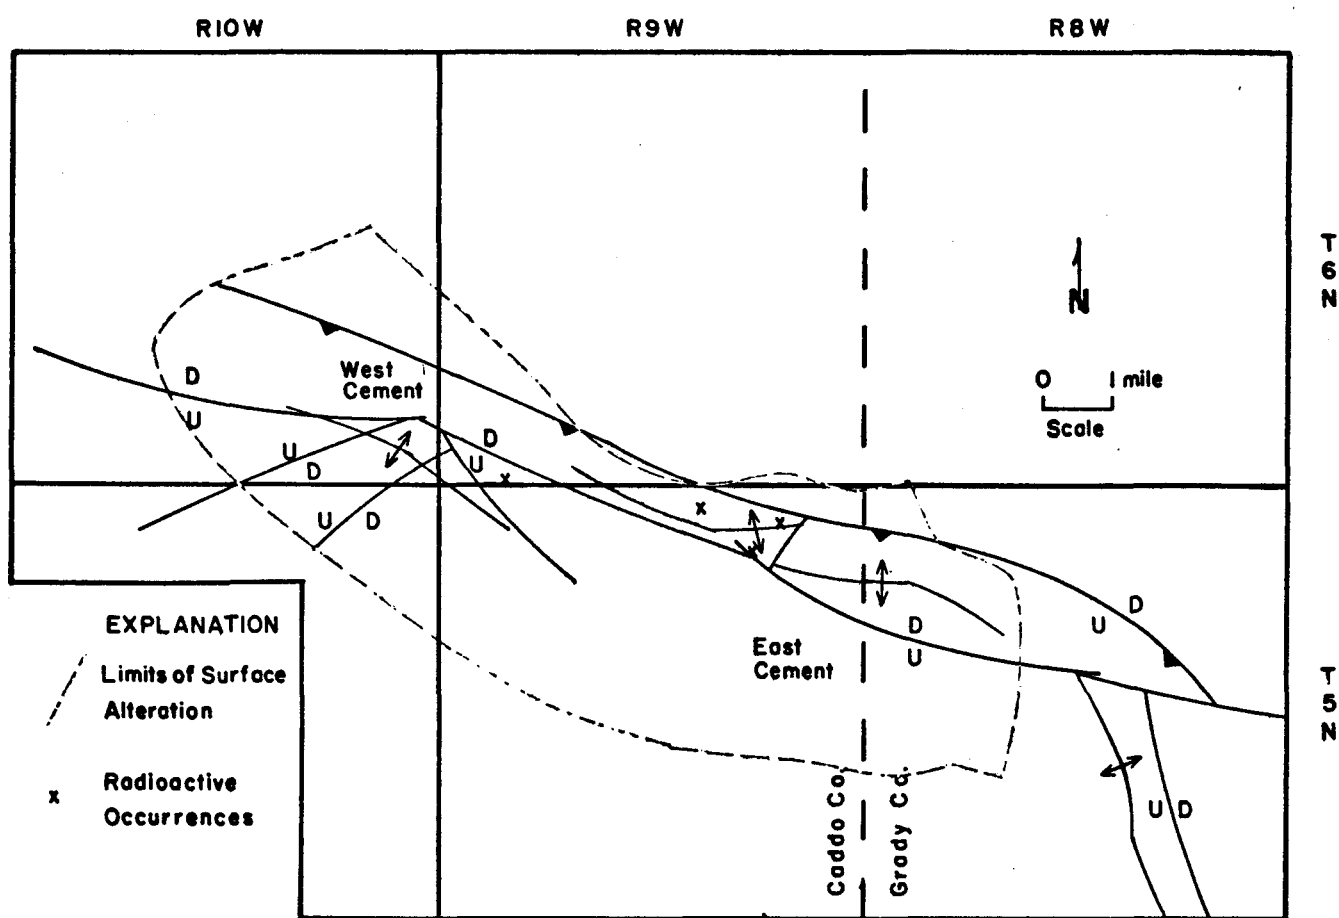 R10W R9W R8W
T
6
N
N
0 1 mile
Scale
West
Cement
D
U
U
D
D
U
x
U D
x
x
East
Cement
D
U
D
U
U D
T
5
N
Caddo Co.
Grady Co.
EXPLANATION
Limits of Surface
Alteration
x Radioactive
Occurrences